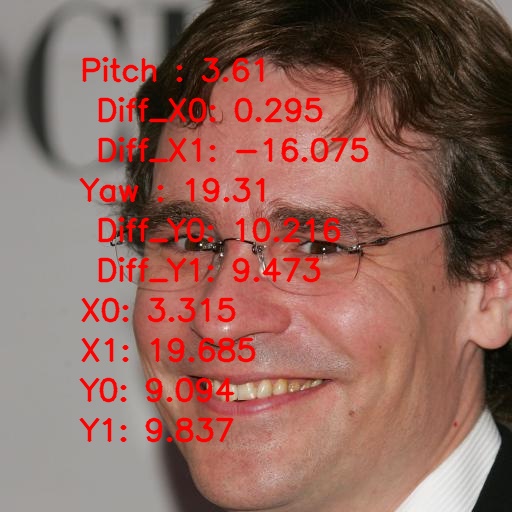 Pitch : 3.61
Diff_X0: 0.295
Diff_X1: -16.075
Yaw : 19.31
Diff_Y0: 10.216
Diff_Y1: 9.473
X0: 3.315
X1: 19.685
Y0: 9.094
Y1: 9.837